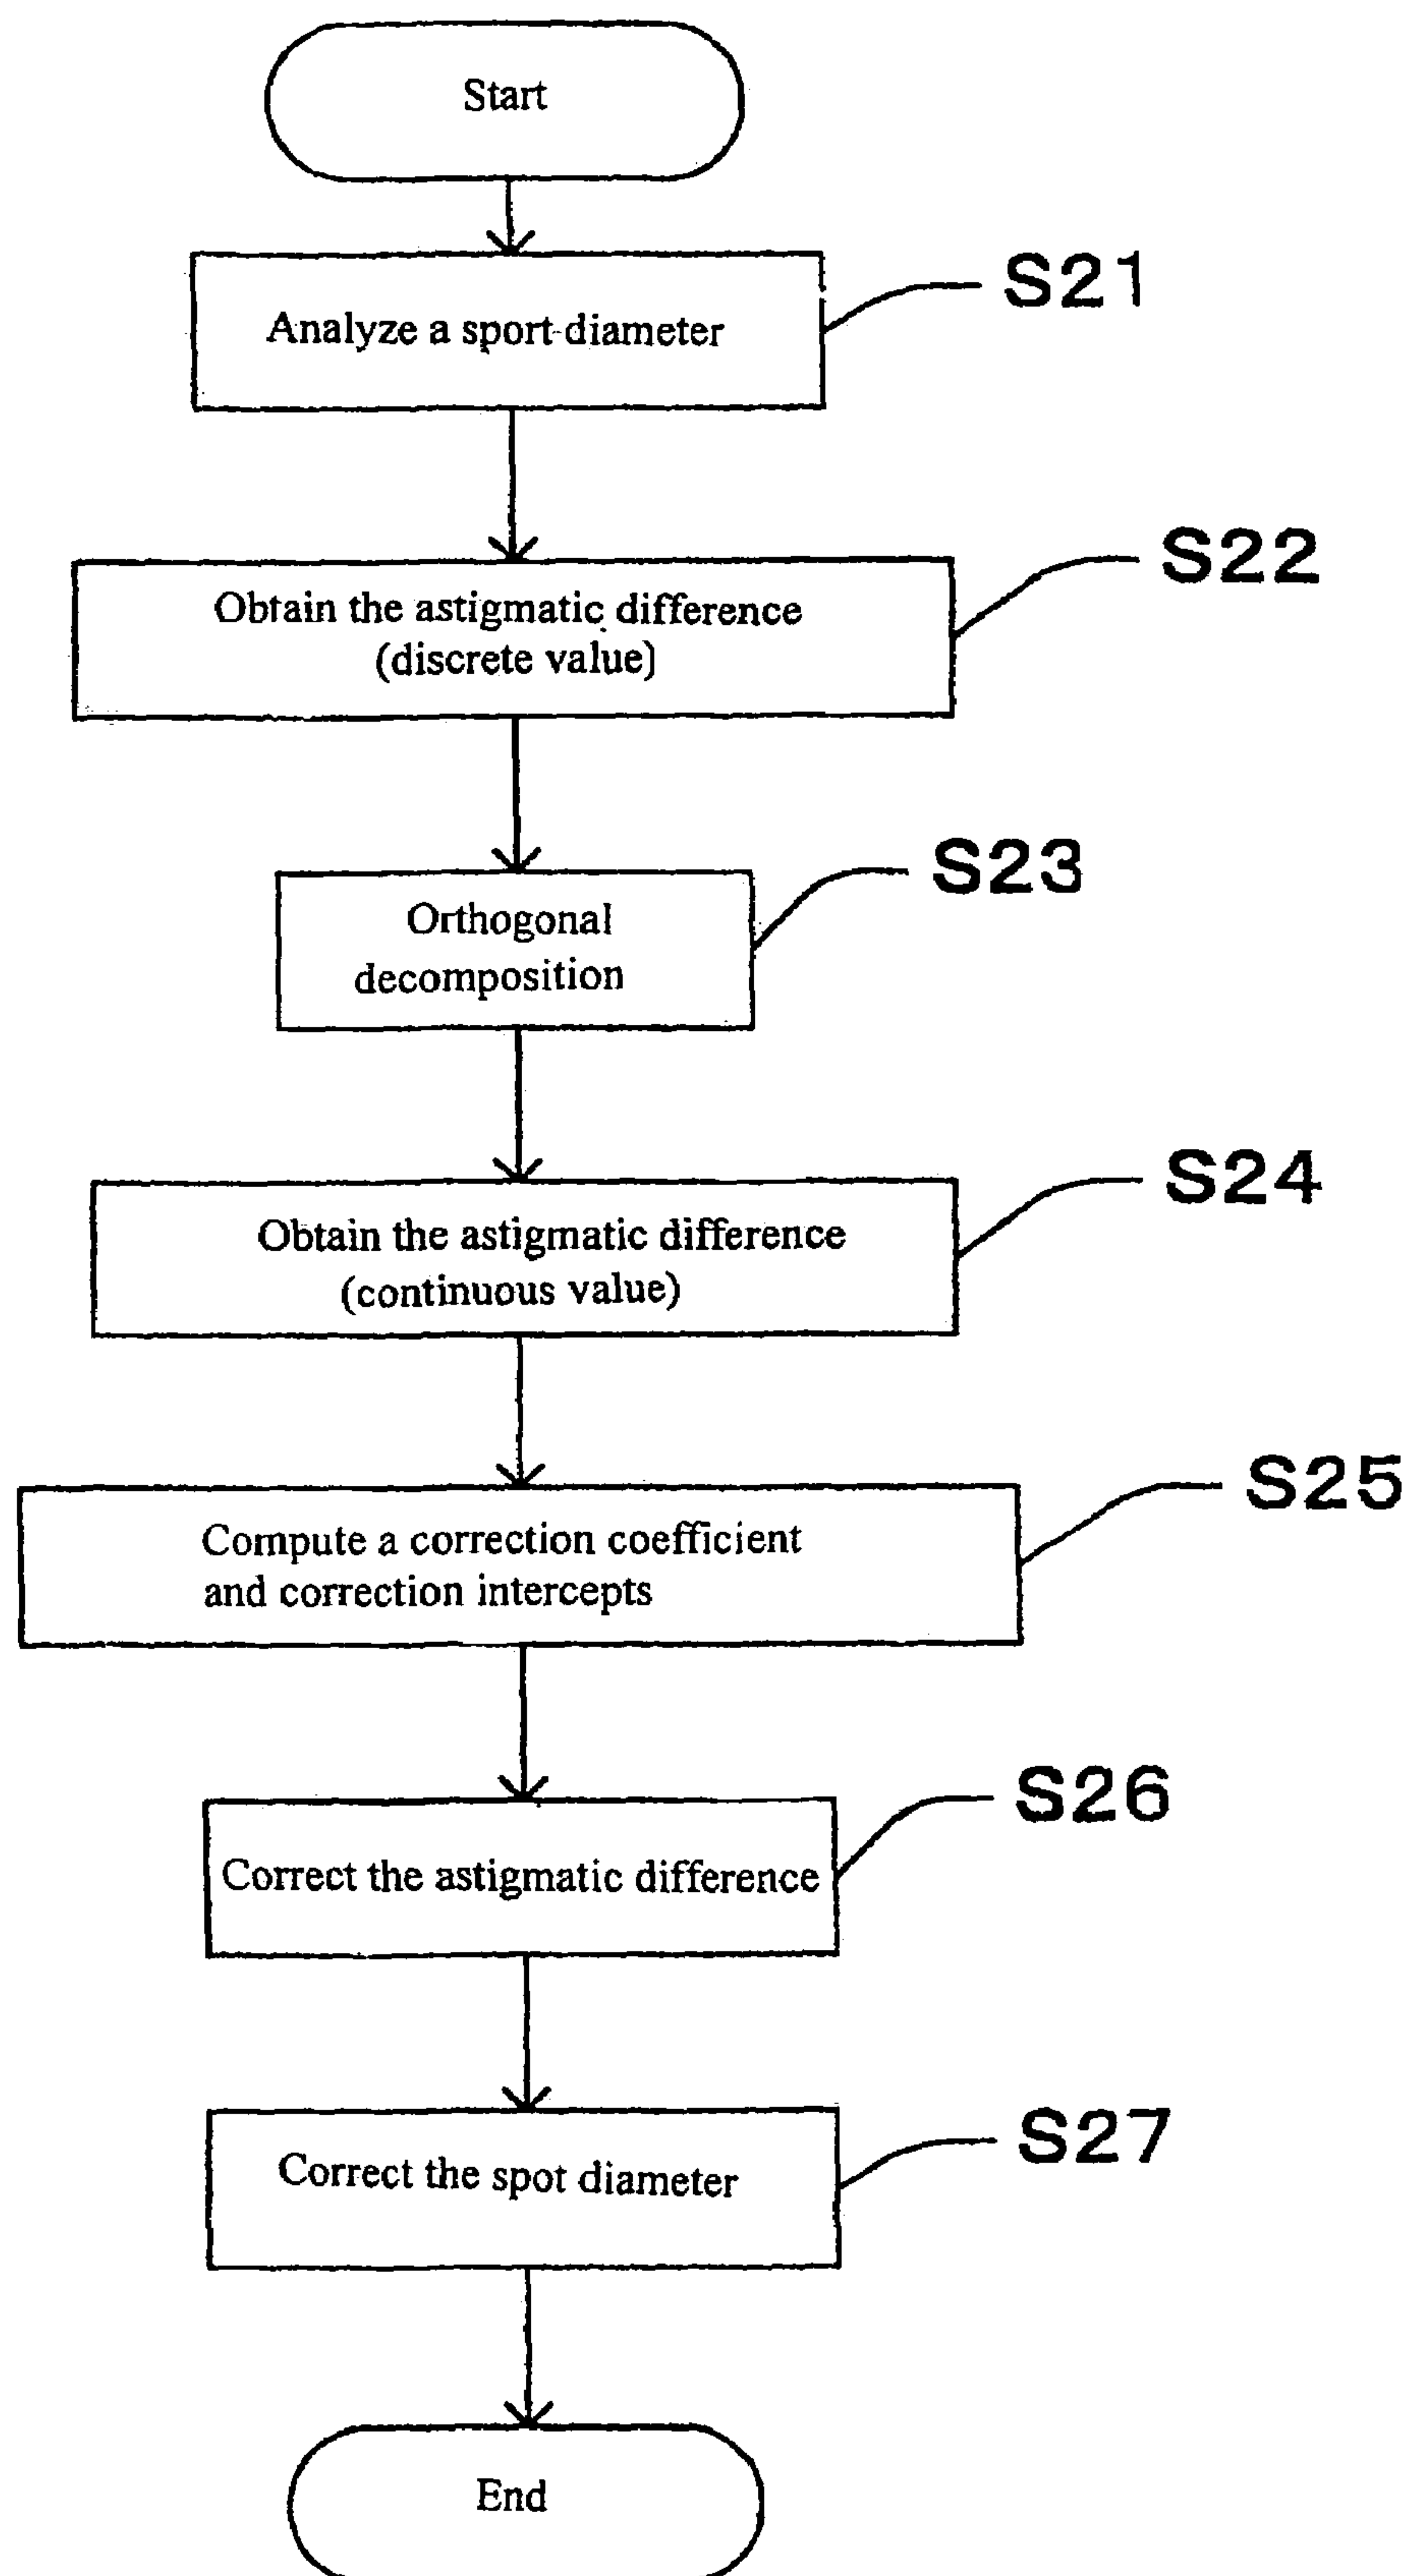 Start
Analyze a sport diameter
S21
Obtain the astigmatic difference
(discrete value)
S22
Orthogonal
decomposition
S23
Obtain the astigmatic difference
(continuous value)
S24
Compute a correction coefficient
and correction intercepts
S25
Correct the astigmatic difference
S26
Correct the spot diameter
S27
End